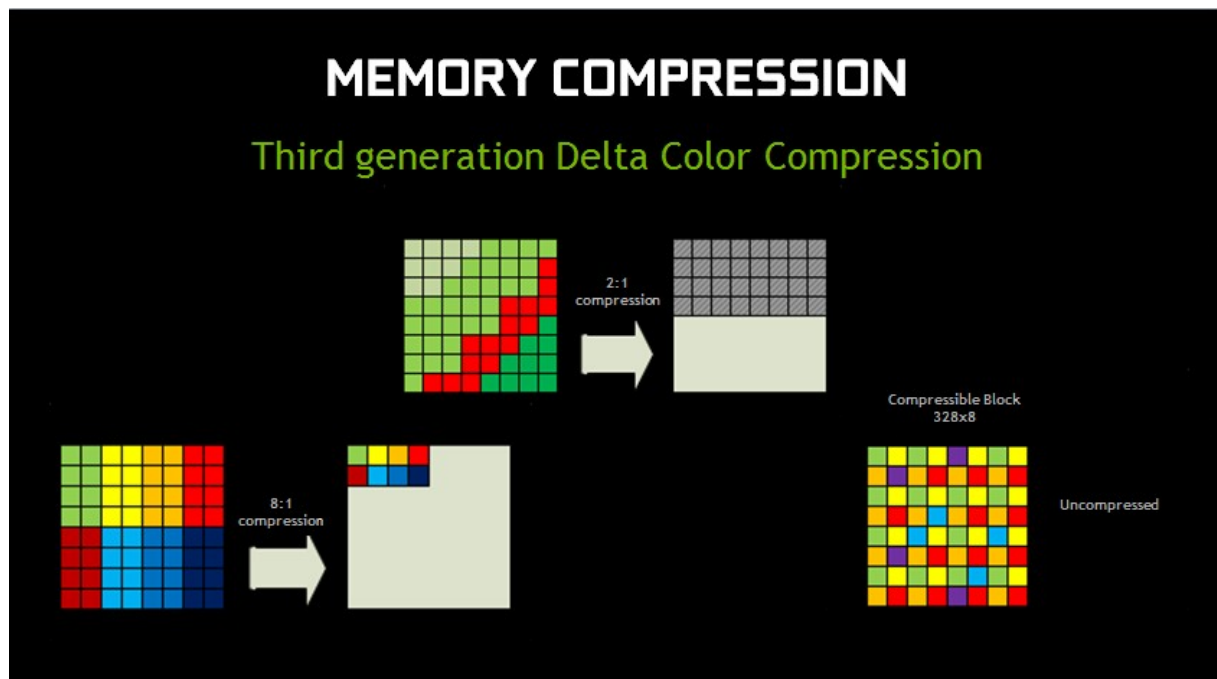 MEMORY COMPRESSION
Third generation Delta Color Compression
2:1
compression
8:1
compression
Compressible Block
328x8
Uncompressed